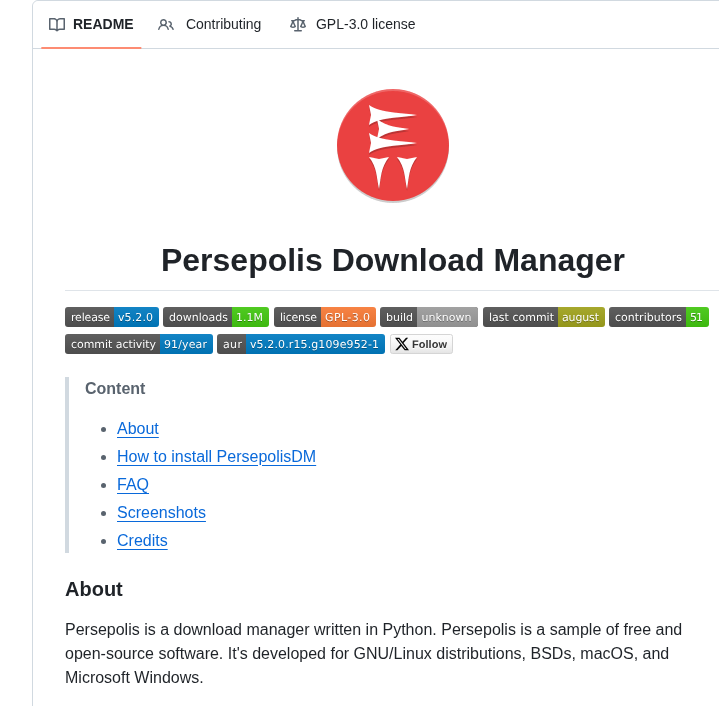 README Contributing GPL-3.0 license
Persepolis Download Manager
release v5.2.0 downloads 1.1M license GPL-3.0 build unknown last commit august contributors 51
commit activity 91/year aur v5.2.0.r15.g109e952-1 Follow
Content
About
How to install PersepolisDM
FAQ
Screenshots
Credits
About
Persepolis is a download manager written in Python. Persepolis is a sample of free and
open-source software. It's developed for GNU/Linux distributions, BSDs, macOS, and
Microsoft Windows.